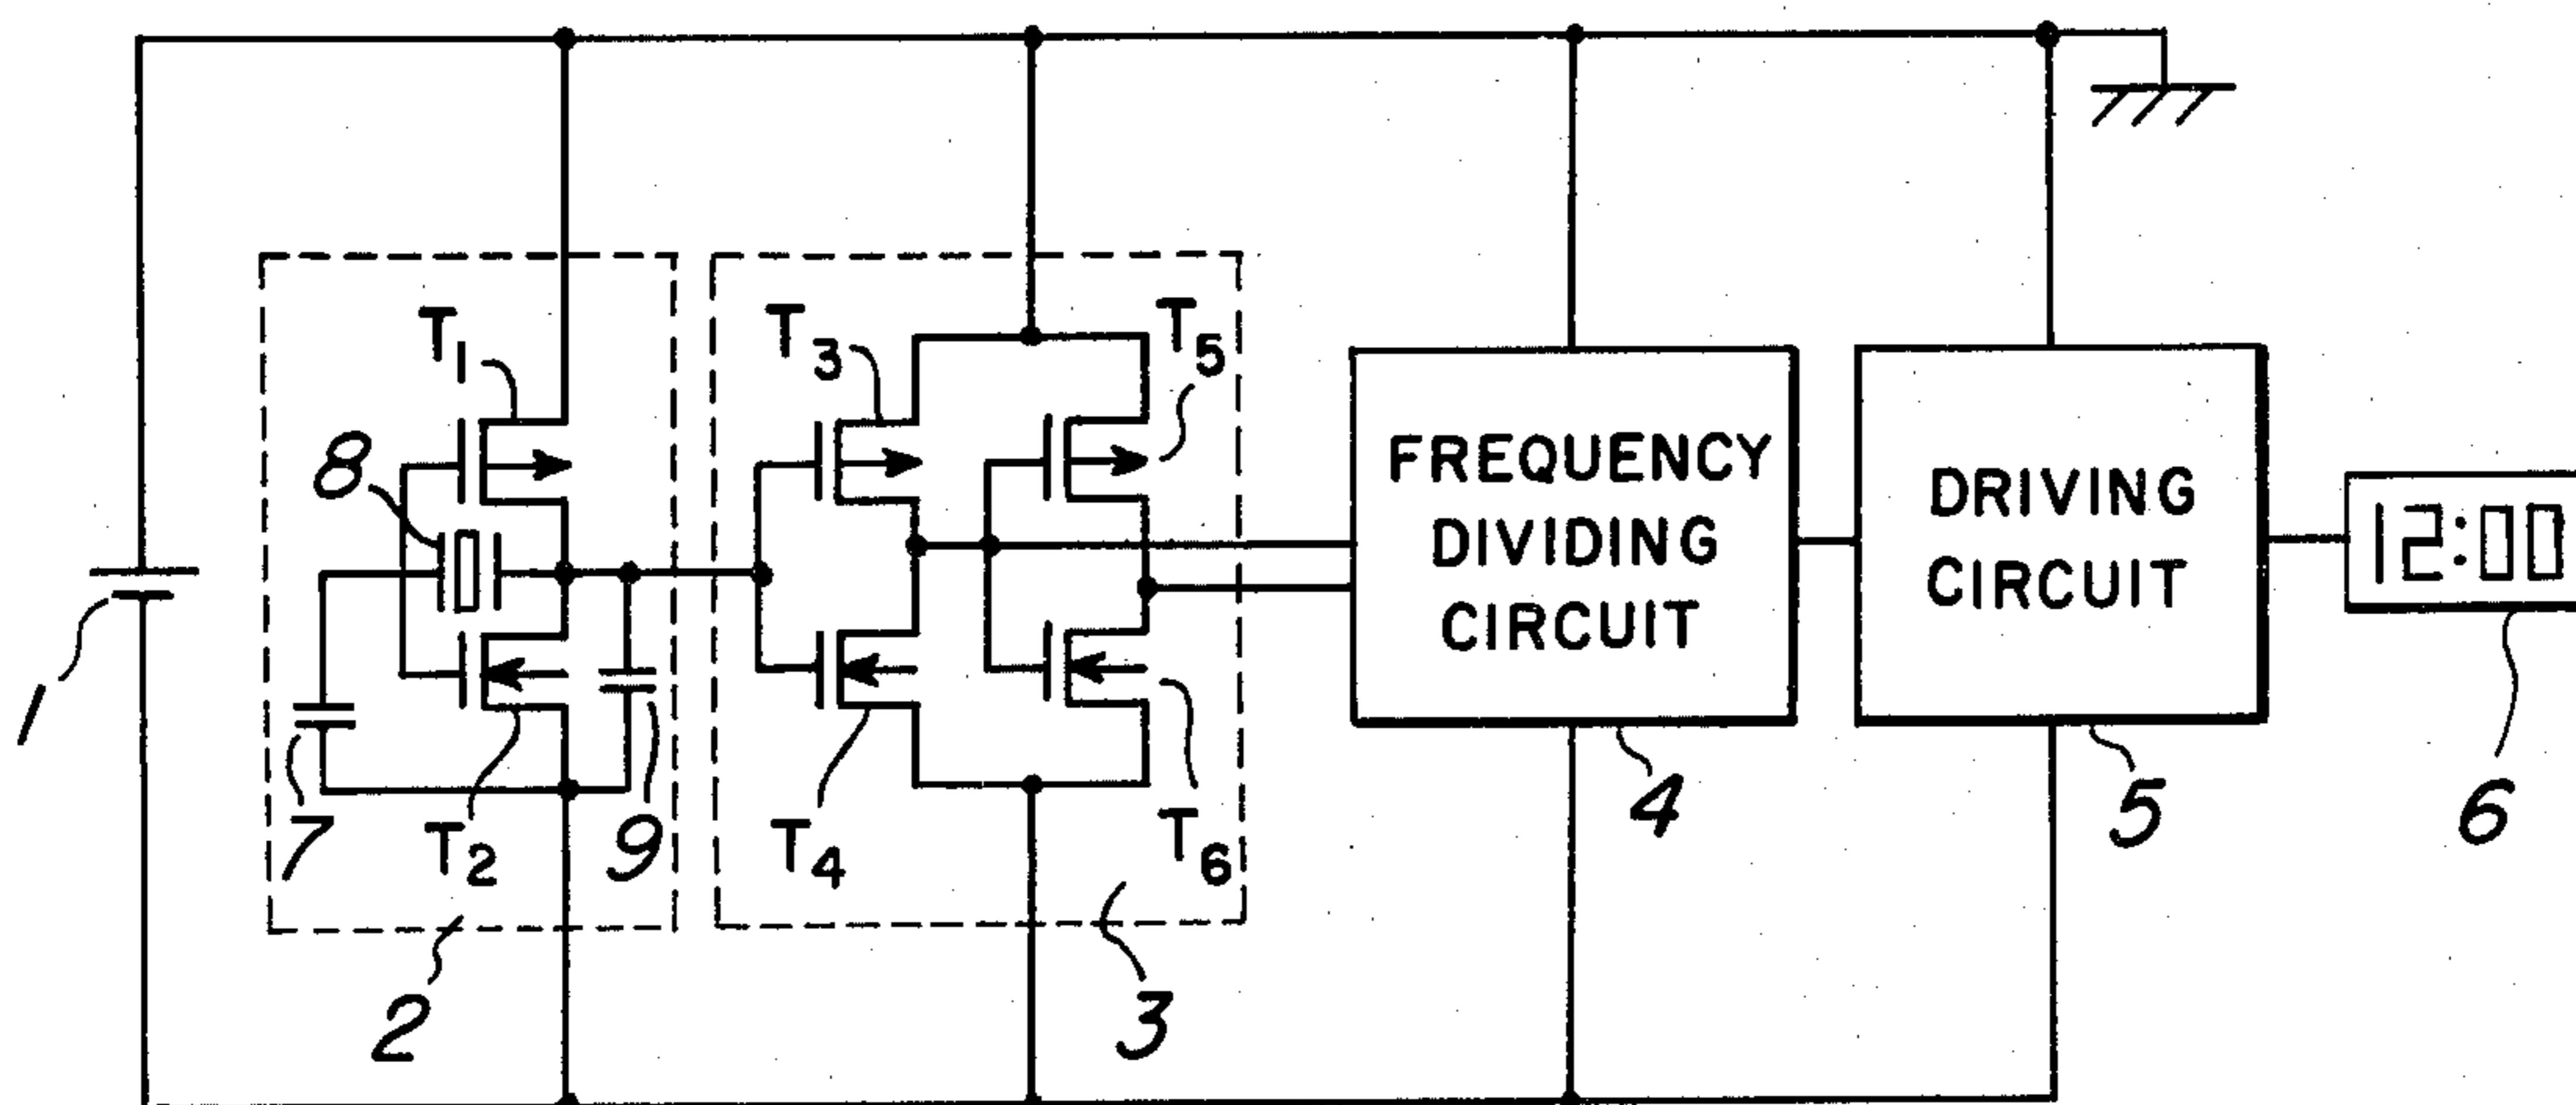 T1
T3
T5
8
FREQUENCY
DIVIDING
CIRCUIT
DRIVING
CIRCUIT
12:00
1
7
T2
9
T4
T6
4
5
6
2
3